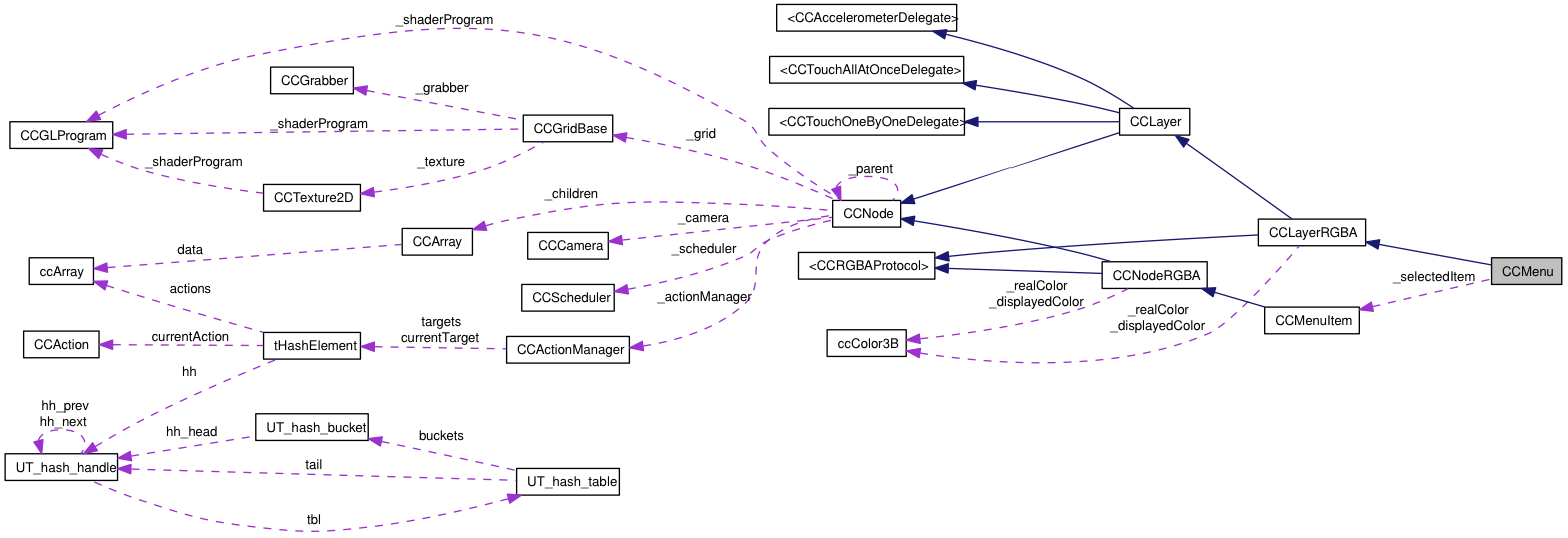 _shaderProgram
<CCAccelerometerDelegate>
CCGrabber
_grabber
<CCTouchAllAtOnceDelegate>
CCGLProgram
_shaderProgram
CCGridBase
_grid
<CCTouchOneByOneDelegate>
CCLayer
_shaderProgram
_texture
CCTexture2D
_children
_parent
CCNode
_camera
CCArray
data
CCCamera
_scheduler
CCLayerRGBA
ccArray
<CCRGBAProtocol>
CCNodeRGBA
_selectedItem
CCMenu
actions
CCScheduler
_actionManager
_realColor
_displayedColor
_realColor
_displayedColor
CCMenuItem
targets
currentTarget
CCAction
currentAction
tHashElement
CCActionManager
ccColor3B
hh
hh_prev
hh_next
hh_head
UT_hash_bucket
buckets
UT_hash_handle
tail
UT_hash_table
tbl